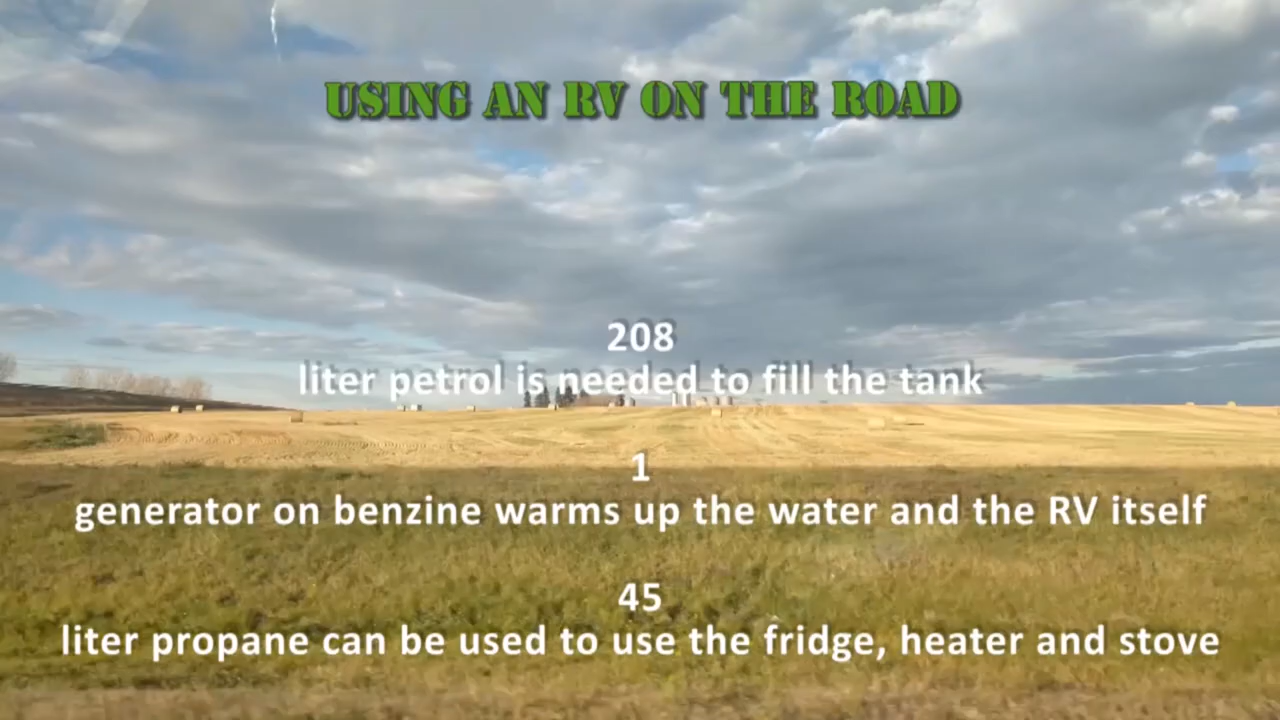 USING AN RV ON THE ROAD
208
liter petrol is needed to fill the tank
1
generator on benzine warms up the water and the RV itself
45
liter propane can be used to use the fridge, heater and stove